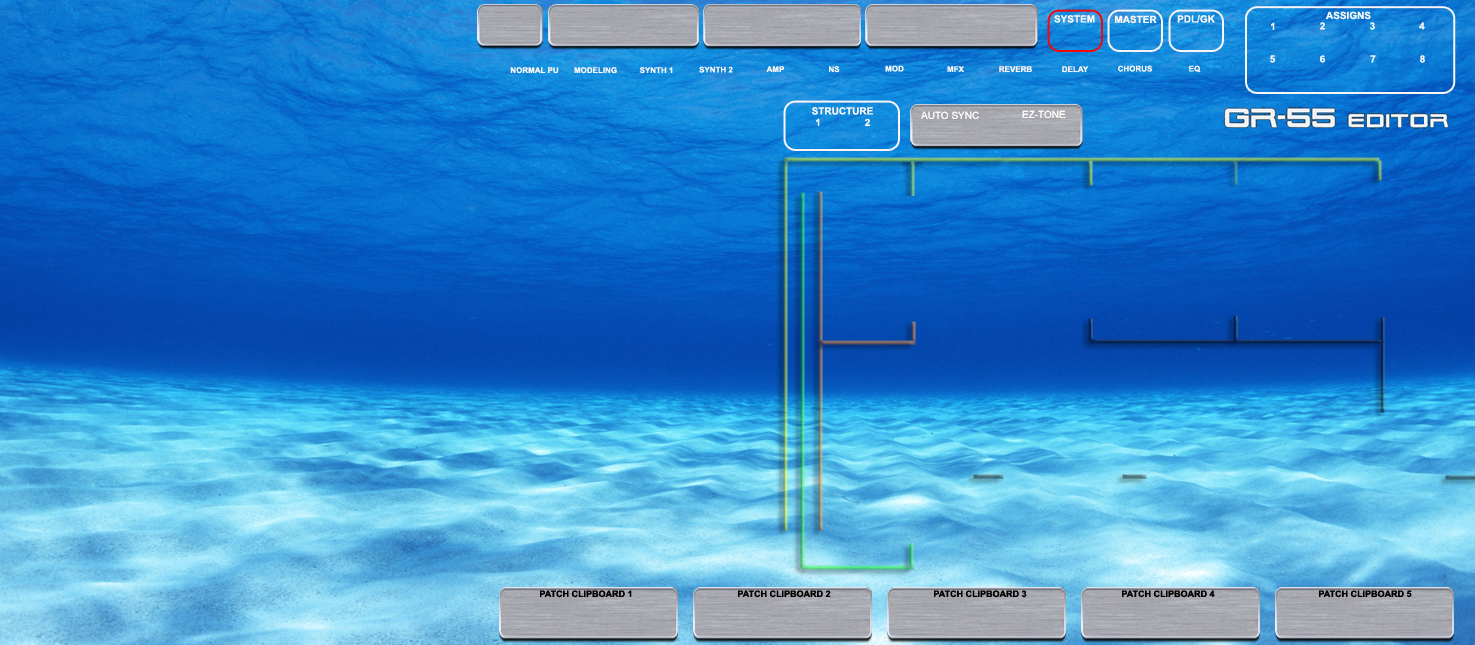 SYSTEM MASTER PDL/GK ASSIGNS
1 2 3 4
5 6 7 8
NORMAL PU MODELING SYNTH 1 SYNTH 2 AMP NS MOD MFX REVERB DELAY CHORUS EQ
STRUCTURE
1 2
AUTO SYNC EZ-TONE
GR-55 EDITOR
PATCH CLIPBOARD 1 PATCH CLIPBOARD 2 PATCH CLIPBOARD 3 PATCH CLIPBOARD 4 PATCH CLIPBOARD 5